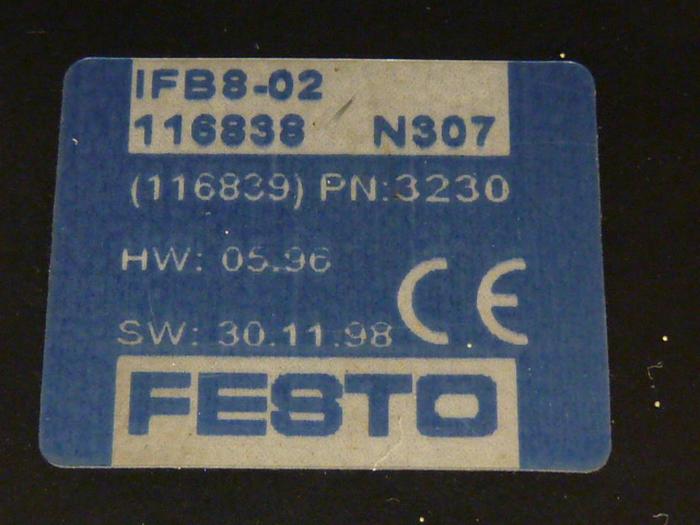 IFB8-02
116838 N307
(116839) PN:3230
HW: 05.96
SW: 30.11.98
CE
FESTO